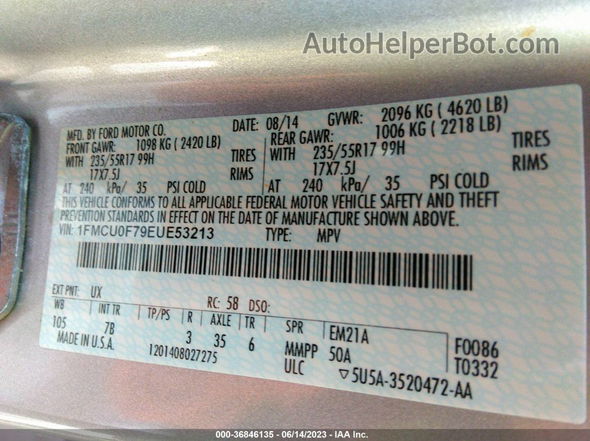 AutoHelperBot.com
MFD. BY FORD MOTOR CO. DATE: 08/14 GVWR: 2096 KG ( 4620 LB)
FRONT GAWR: 1098 KG ( 2420 LB) REAR GAWR: 1006 KG ( 2218 LB)
WITH 235/55R17 99H TIRES WITH 235/55R17 99H TIRES
17X7.5J RIMS 17X7.5J RIMS
AT 240 kPa/ 35 PSI COLD AT 240 kPa/ 35 PSI COLD
THIS VEHICLE CONFORMS TO ALL APPLICABLE FEDERAL MOTOR VEHICLE SAFETY AND THEFT
PREVENTION STANDARDS IN EFFECT ON THE DATE OF MANUFACTURE SHOWN ABOVE.
VIN: 1FMCU0F79EUE53213 TYPE: MPV
EXT PNT: UX RC: 58 DSO:
WB INT TR TP/PS R AXLE TR SPR EM21A F0086
105 7B 3 35 6 MMPP 50A T0332
MADE IN U.S.A. 1201408027275 ULC ▽5U5A-3520472-AA
000-36846135 - 06/14/2023 - IAA Inc.